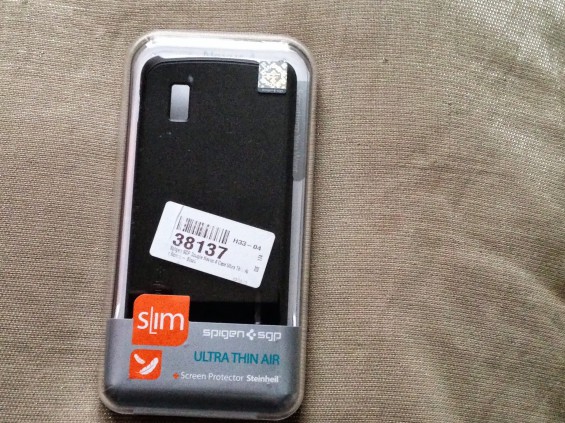 H33-04
38137
slim
spigen sgp
ULTRA THIN AIR
+Screen Protector Steinheil